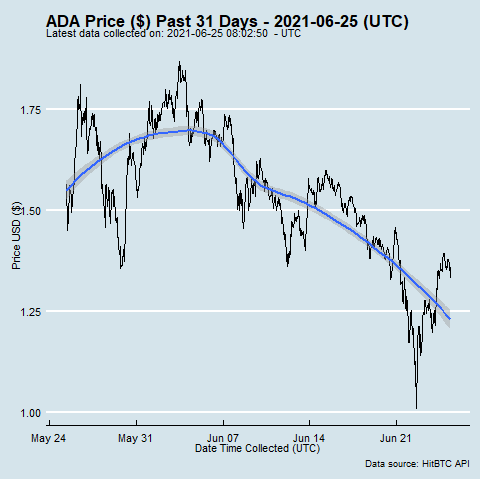 ADA Price ($) Past 31 Days - 2021-06-25 (UTC)
Latest data collected on: 2021-06-25 08:02:50 - UTC
Price USD ($)
1.75
1.50
1.25
1.00
May 24 May 31 Jun 07 Jun 14 Jun 21
Date Time Collected (UTC)
Data source: HitBTC API